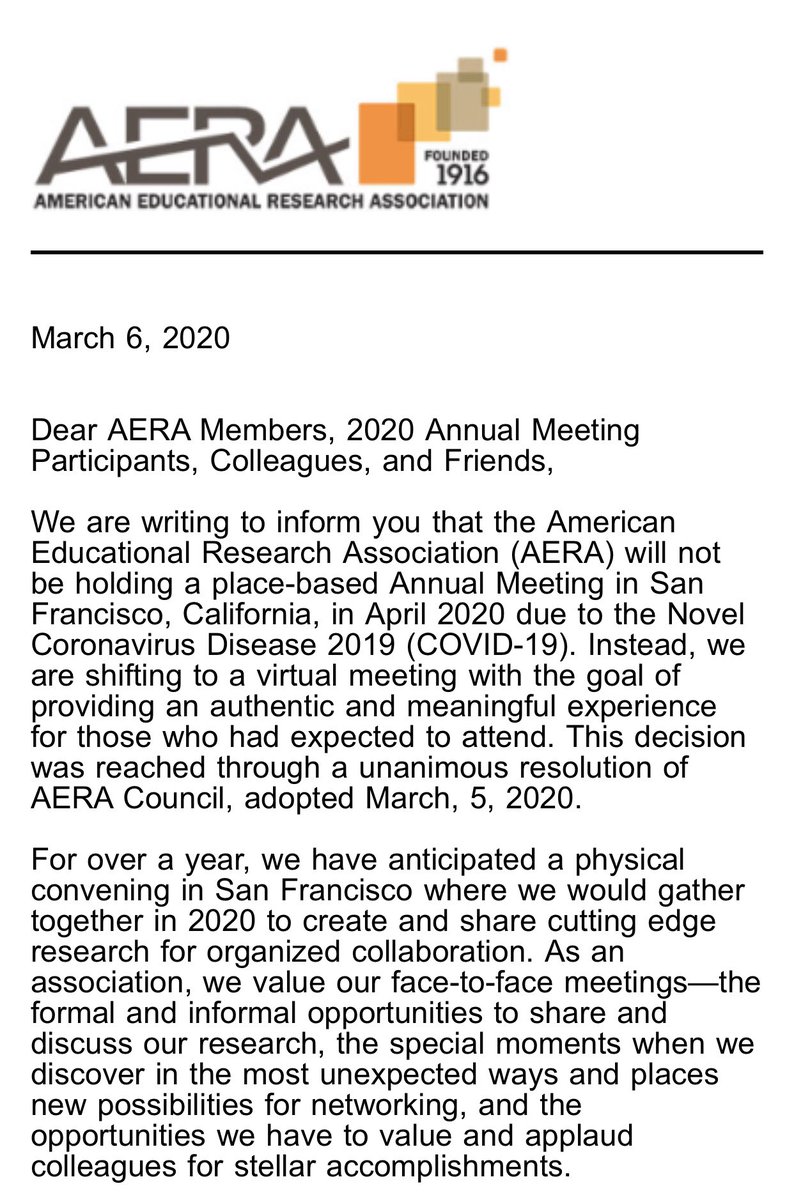 AERA
FOUNDED
1916
AMERICAN EDUCATIONAL RESEARCH ASSOCIATION
March 6, 2020
Dear AERA Members, 2020 Annual Meeting
Participants, Colleagues, and Friends,
We are writing to inform you that the American
Educational Research Association (AERA) will not
be holding a place-based Annual Meeting in San
Francisco, California, in April 2020 due to the Novel
Coronavirus Disease 2019 (COVID-19). Instead, we
are shifting to a virtual meeting with the goal of
providing an authentic and meaningful experience
for those who had expected to attend. This decision
was reached through a unanimous resolution of
AERA Council, adopted March, 5, 2020.
For over a year, we have anticipated a physical
convening in San Francisco where we would gather
together in 2020 to create and share cutting edge
research for organized collaboration. As an
association, we value our face-to-face meetings—the
formal and informal opportunities to share and
discuss our research, the special moments when we
discover in the most unexpected ways and places
new possibilities for networking, and the
opportunities we have to value and applaud
colleagues for stellar accomplishments.